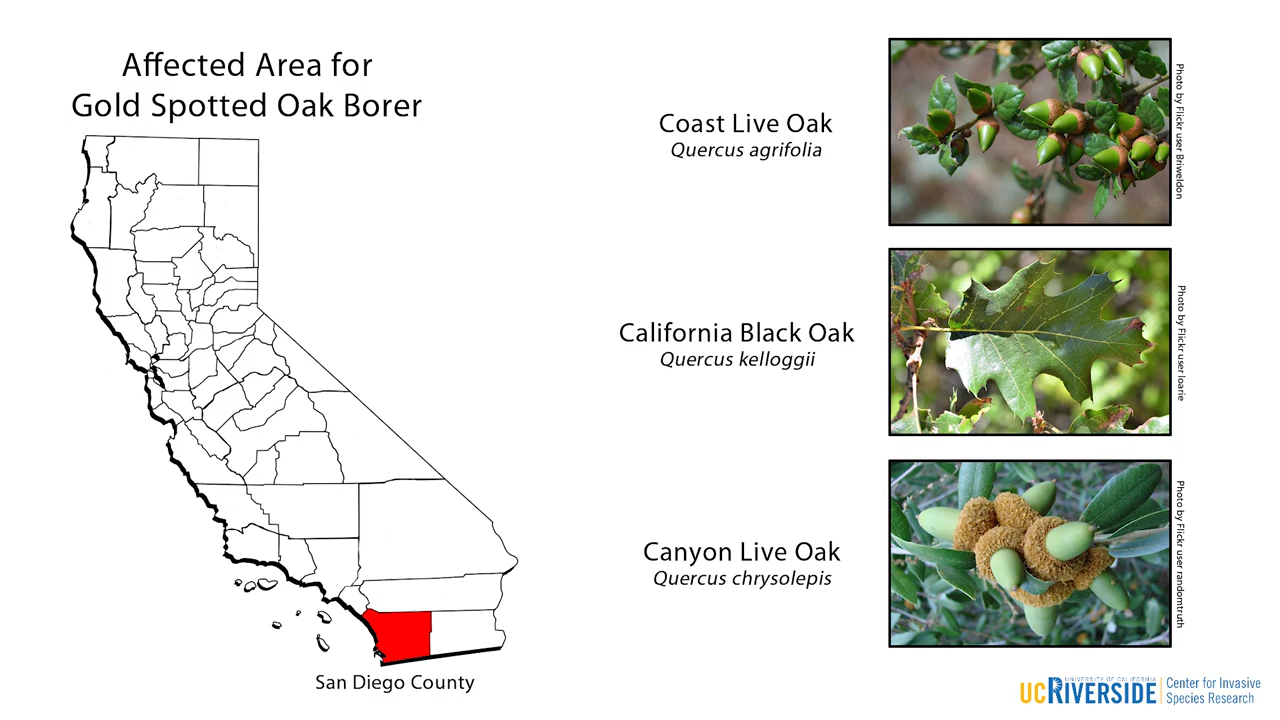 Affected Area for
Gold Spotted Oak Borer
San Diego County
Coast Live Oak
Quercus agrifolia
Photo by Flickr user Briweldon
California Black Oak
Quercus kelloggii
Photo by Flickr user loarie
Canyon Live Oak
Quercus chrysolepis
Photo by Flickr user randomtruth
UNIVERSITY OF CALIFORNIA
UCRIVERSIDE
Center for Invasive
Species Research